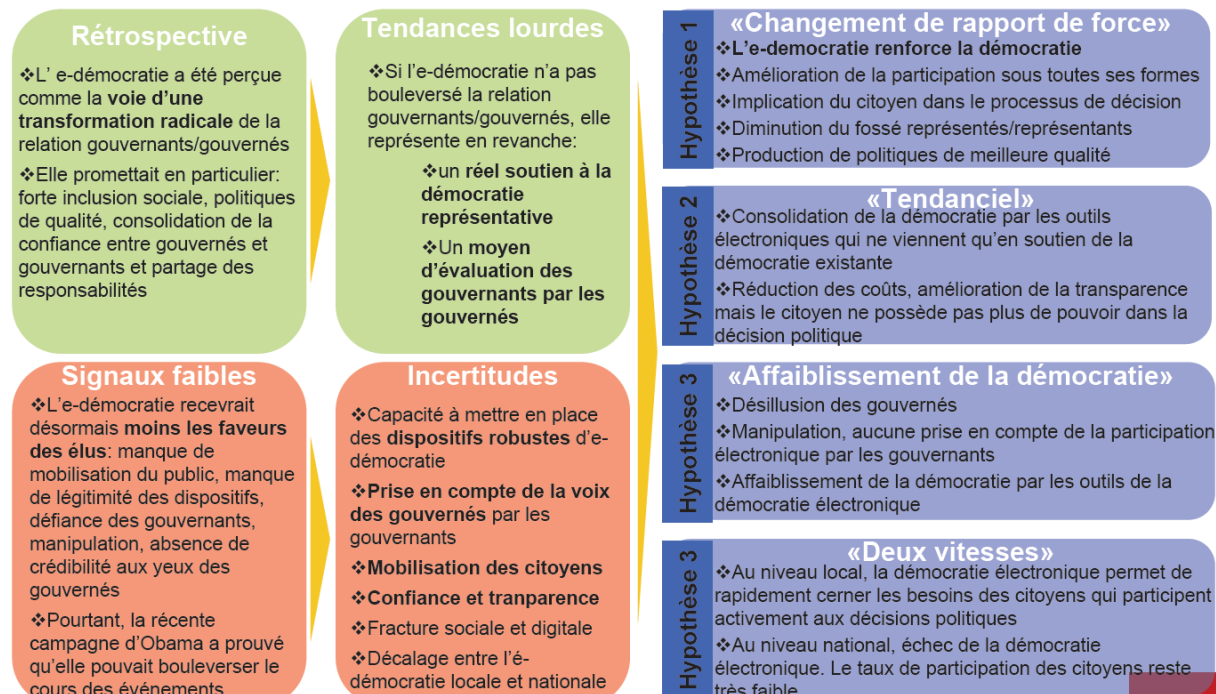 Rétrospective
❖L' e-démocratie a été perçue
comme la voie d'une
transformation radicale de la
relation gouvernants/gouvernés
❖Elle promettait en particulier:
forte inclusion sociale, politiques
de qualité, consolidation de la
confiance entre gouvernés et
gouvernants et partage des
responsabilités
Tendances lourdes
❖Si l'e-démocratie n'a pas
bouleversé la relation
gouvernants/gouvernés, elle
représente en revanche:
❖un réel soutien à la
démocratie
représentative
❖Un moyen
d'évaluation des
gouvernants par les
gouvernés
Signaux faibles
❖L'e-démocratie recevrait
désormais moins les faveurs
des élus: manque de
mobilisation du public, manque
de légitimité des dispositifs,
défiance des gouvernants,
manipulation, absence de
crédibilité aux yeux des
gouvernés
❖Pourtant, la récente
campagne d'Obama a prouvé
qu'elle pouvait bouleverser le
cours des événements
Incertitudes
❖Capacité à mettre en place
des dispositifs robustes d'e-
démocratie
❖Prise en compte de la voix
des gouvernés par les
gouvernants
❖Mobilisation des citoyens
❖Confiance et tranparence
❖Fracture sociale et digitale
❖Décalage entre l'é-
démocratie locale et nationale
Hypothèse 1
«Changement de rapport de force»
❖L'e-democratie renforce la démocratie
❖Amélioration de la participation sous toutes ses formes
❖Implication du citoyen dans le processus de décision
❖Diminution du fossé représentés/représentants
❖Production de politiques de meilleure qualité
Hypothèse 2
«Tendanciel»
❖Consolidation de la démocratie par les outils
électroniques qui ne viennent qu'en soutien de la
démocratie existante
❖Réduction des coûts, amélioration de la transparence
mais le citoyen ne possède pas plus de pouvoir dans la
décision politique
Hypothèse 3
«Affaiblissement de la démocratie»
❖Désillusion des gouvernés
❖Manipulation, aucune prise en compte de la participation
électronique par les gouvernants
❖Affaiblissement de la démocratie par les outils de la
démocratie électronique
Hypothèse 3
«Deux vitesses»
❖Au niveau local, la démocratie électronique permet de
rapidement cerner les besoins des citoyens qui participent
activement aux décisions politiques
❖Au niveau national, échec de la démocratie
électronique. Le taux de participation des citoyens reste
très faible